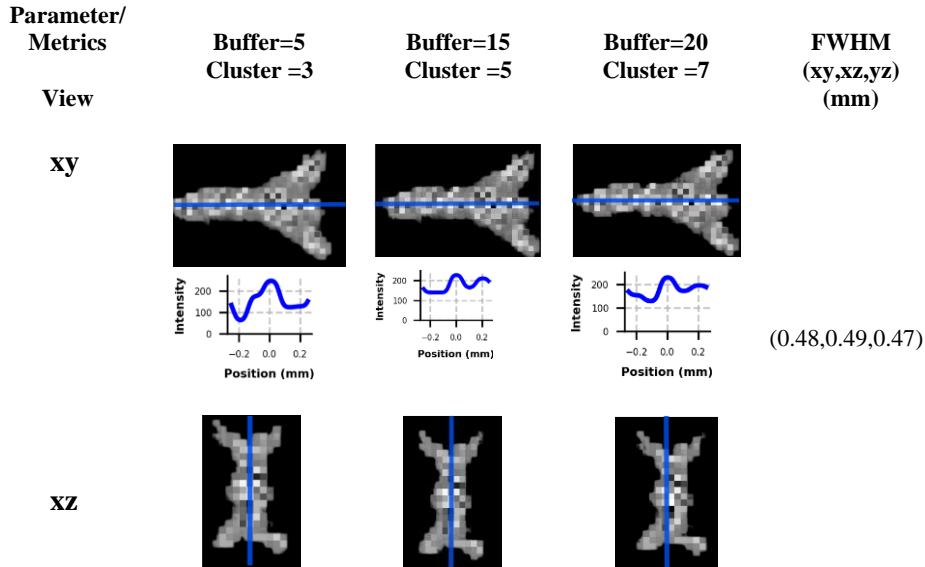 Parameter/
Metrics
View
Buffer=5
Cluster =3
Buffer=15
Cluster =5
Buffer=20
Cluster =7
FWHM
(xy,xz,yz)
(mm)
xy
Intensity
200
100
0
−0.2 0.0 0.2
Position (mm)
Intensity
200
100
0
−0.2 0.0 0.2
Position (mm)
Intensity
200
100
0
−0.2 0.0 0.2
Position (mm)
(0.48,0.49,0.47)
xz